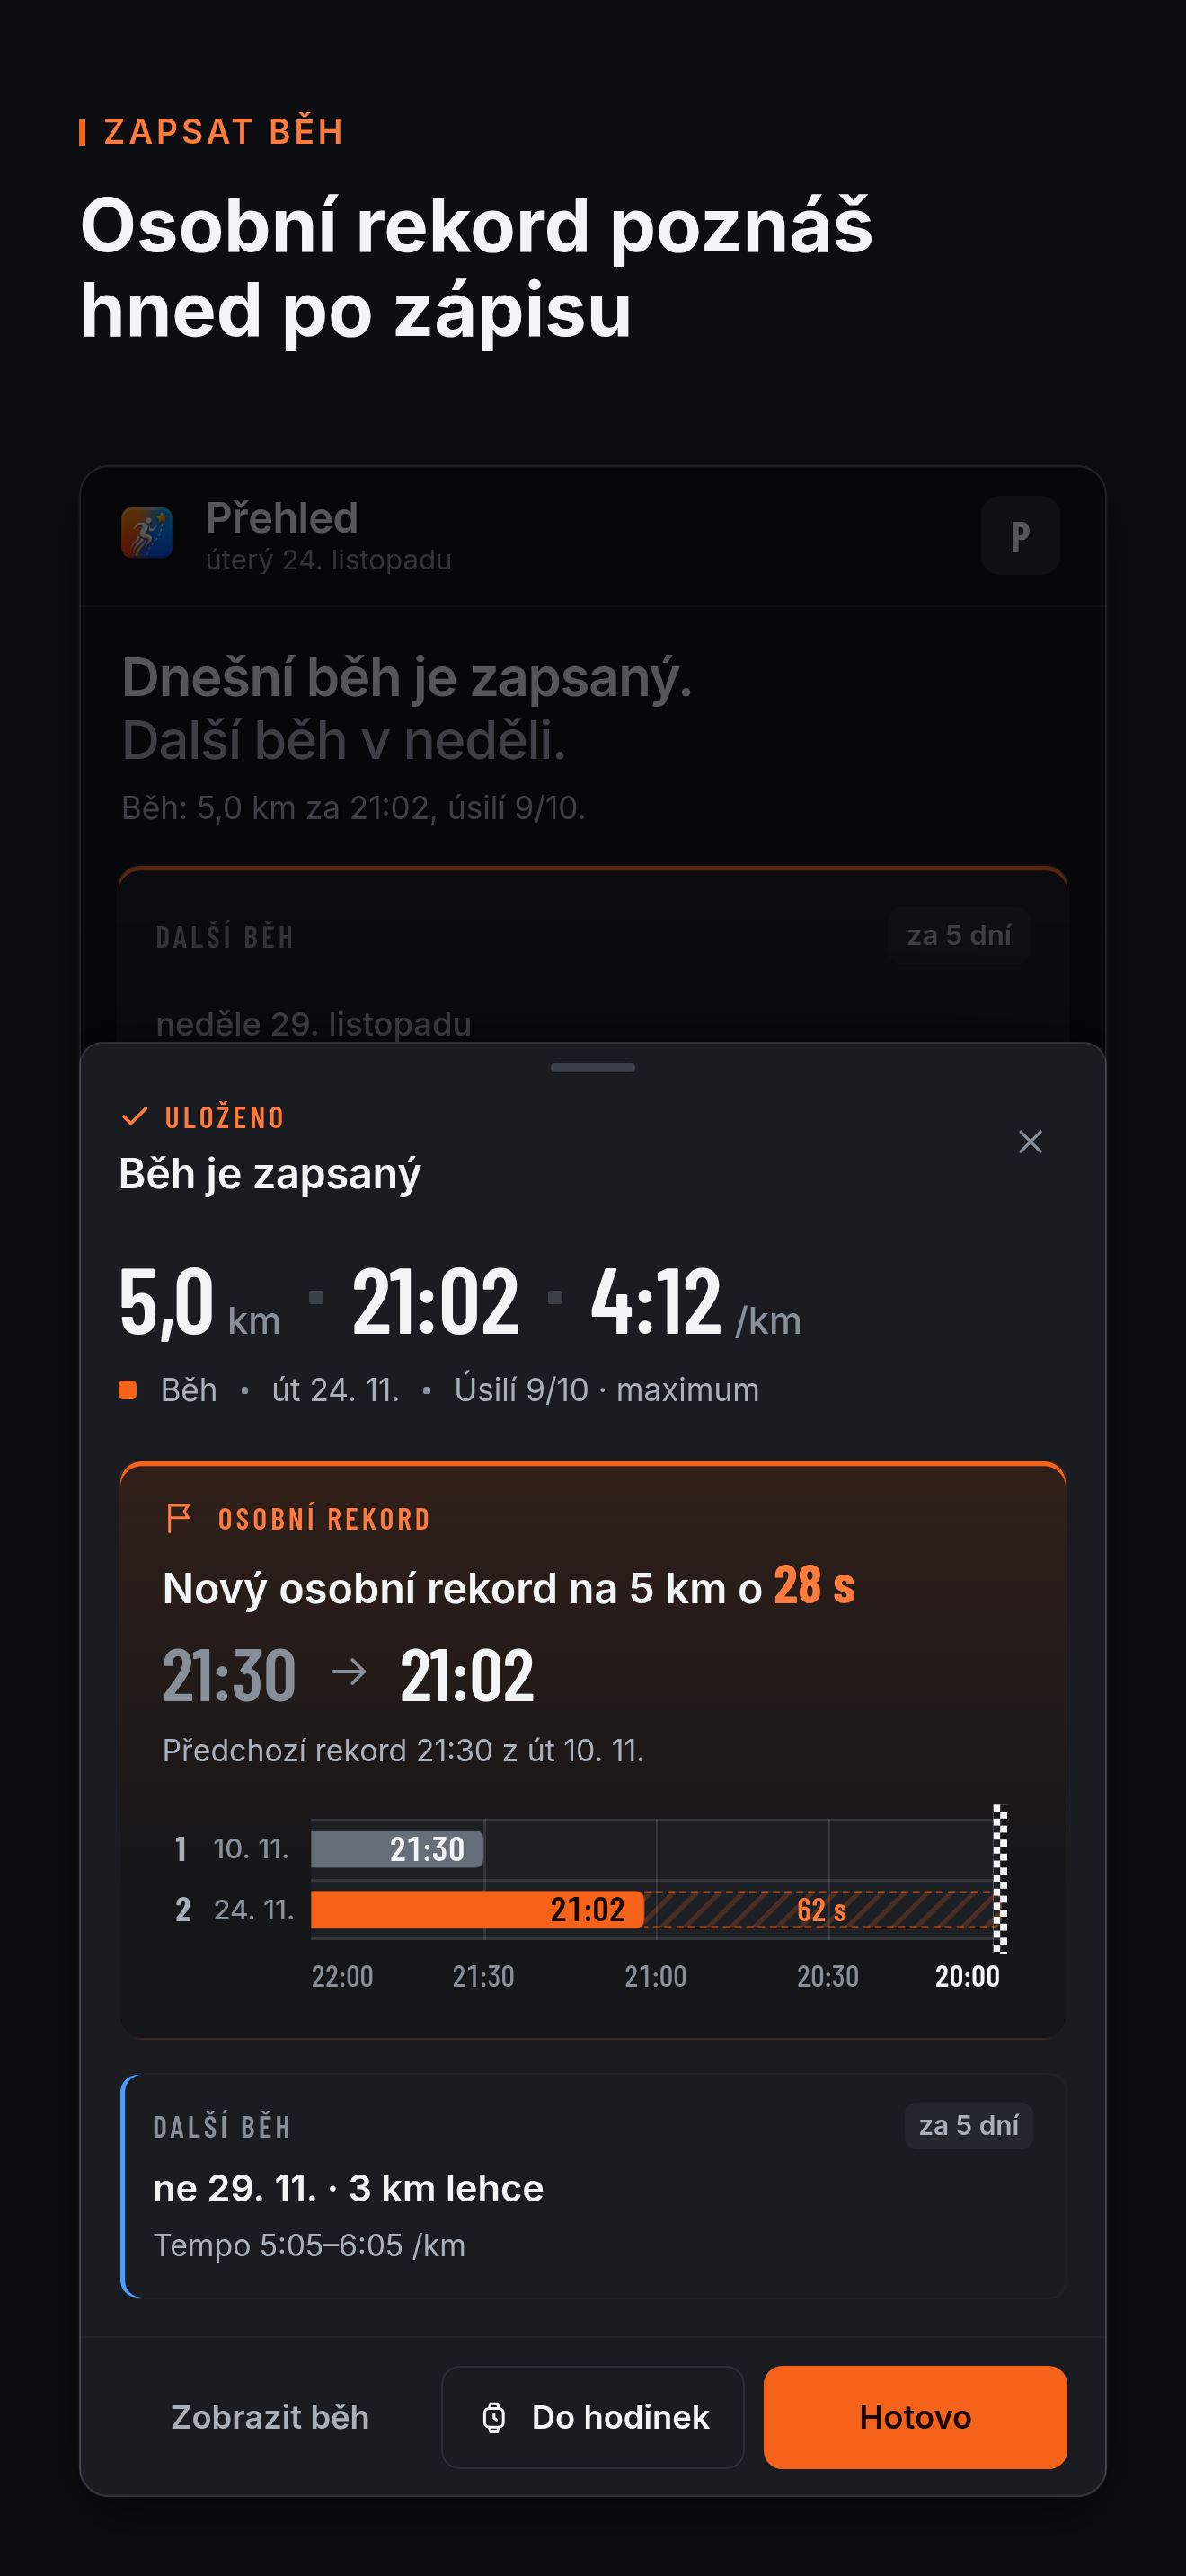 ZAPSAT BĚH
Osobní rekord poznáš
hned po zápisu
Přehled
úterý 24. listopadu
P
Dnešní běh je zapsaný.
Další běh v neděli.
Běh: 5,0 km za 21:02, úsilí 9/10.
DALŠÍ BĚH
za 5 dní
neděle 29. listopadu
ULOŽENO
Běh je zapsaný
5,0 km ▪ 21:02 ▪ 4:12 /km
Běh ▪ út 24. 11. ▪ Úsilí 9/10 · maximum
OSOBNÍ REKORD
Nový osobní rekord na 5 km o 28 s
21:30 → 21:02
Předchozí rekord 21:30 z út 10. 11.
1 10. 11. 21:30
2 24. 11. 21:02 62 s
22:00 21:30 21:00 20:30 20:00
DALŠÍ BĚH
za 5 dní
ne 29. 11. · 3 km lehce
Tempo 5:05–6:05 /km
Zobrazit běh
Do hodinek
Hotovo